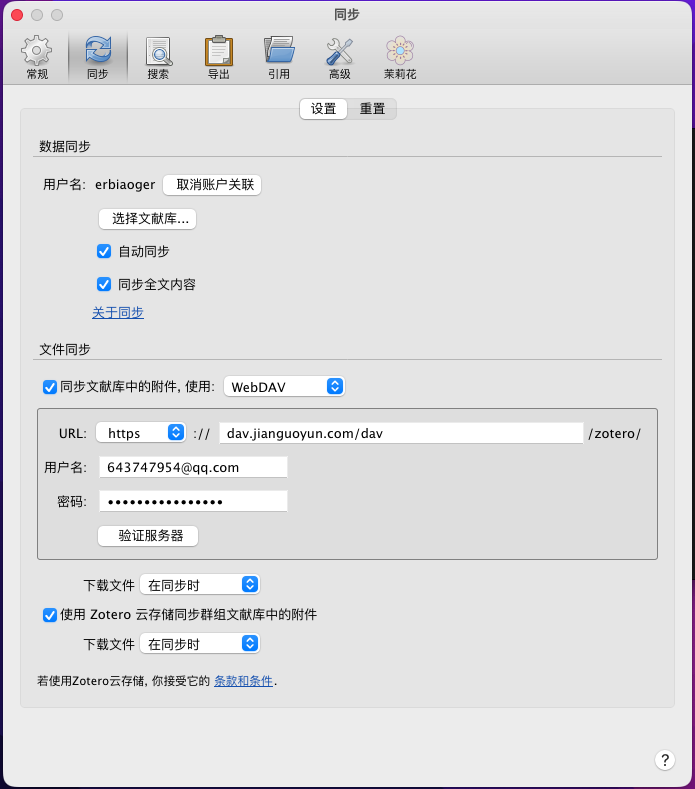 同步
常规 同步 搜索 导出 引用 高级 茉莉花
设置 重置
数据同步
用户名: erbiaoger 取消账户关联
选择文献库...
自动同步
同步全文内容
关于同步
文件同步
同步文献库中的附件, 使用: WebDAV
URL: https :// dav.jianguoyun.com/dav /zotero/
用户名: 643747954@qq.com
密码: ••••••••••••••••
验证服务器
下载文件 在同步时
使用 Zotero 云存储同步群组文献库中的附件
下载文件 在同步时
若使用Zotero云存储, 你接受它的 条款和条件.
?